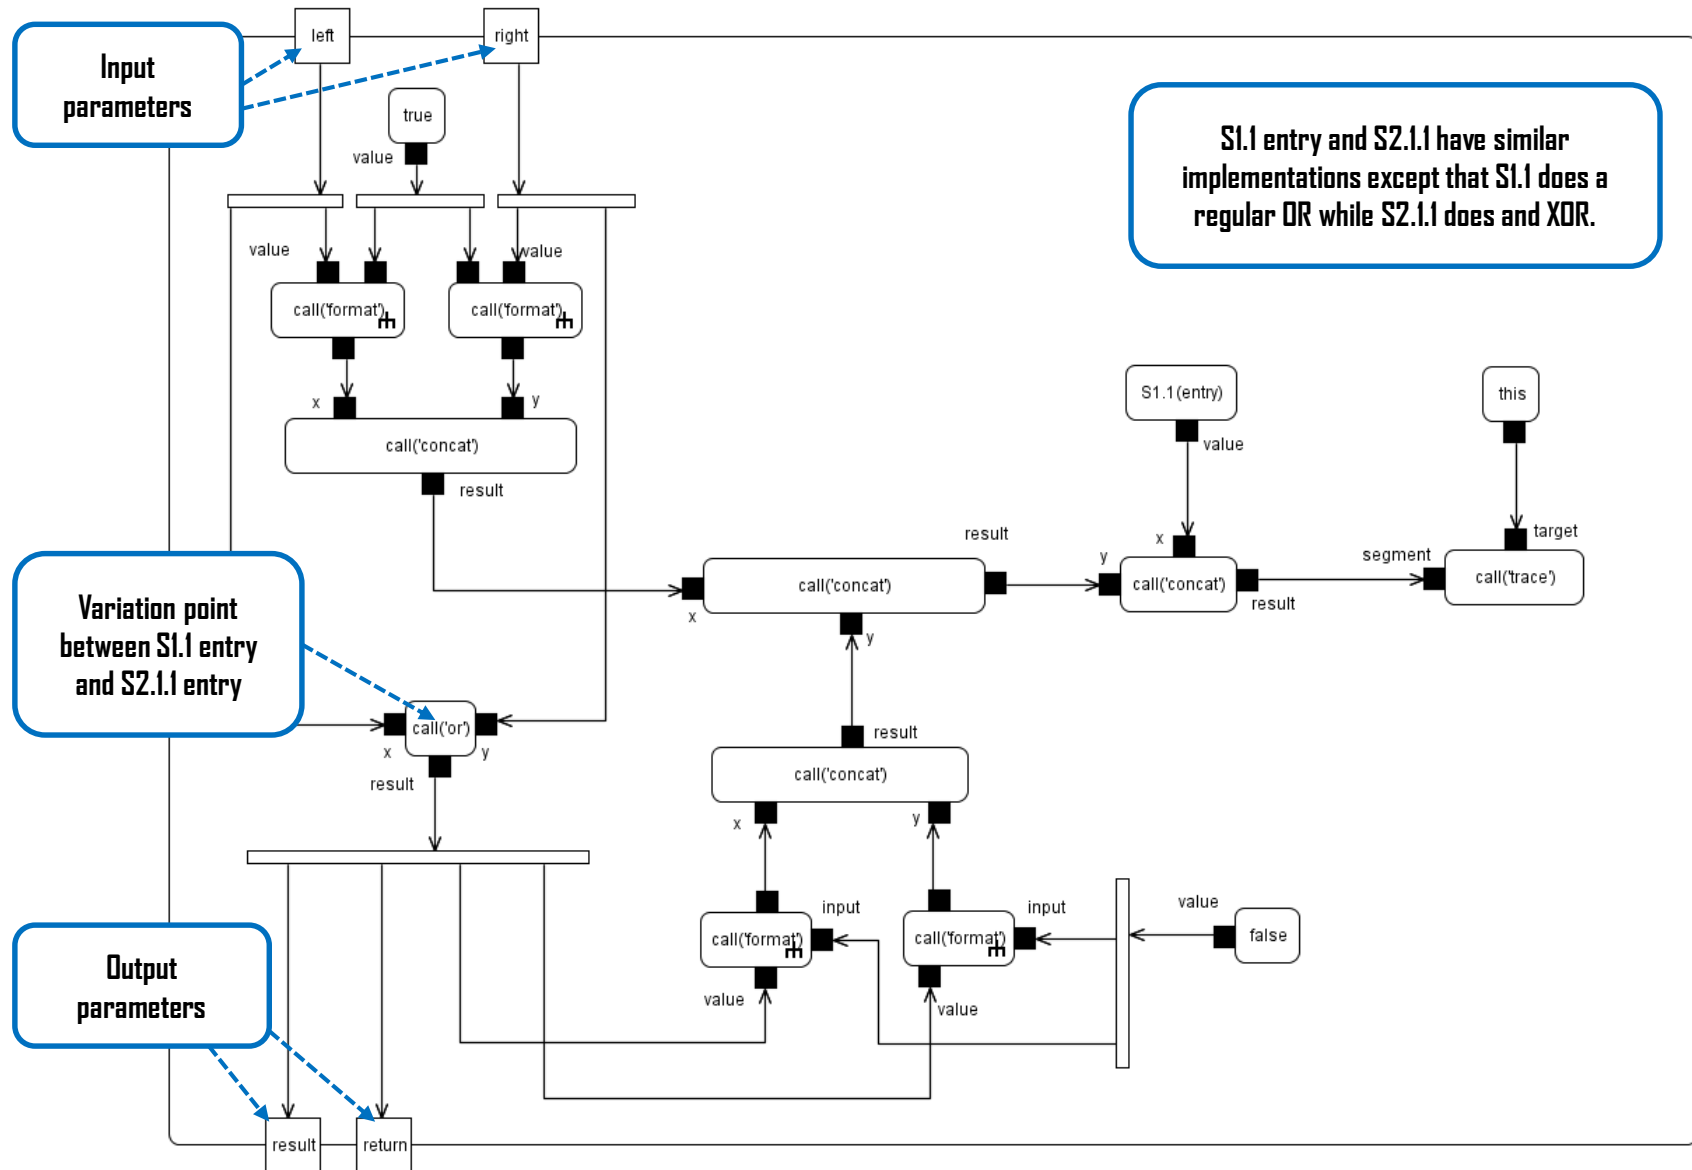 left
right
Input
parameters
true
value
S1.1 entry and S2.1.1 have similar
implementations except that S1.1 does a
regular OR while S2.1.1 does and XOR.
value
value
call('format')
call('format')
x
y
call('concat')
result
S1.1(entry)
value
this
result
y
x
target
segment
call('concat')
call('concat')
call('trace')
result
x
y
Variation point
between S1.1 entry
and S2.1.1 entry
call('or')
x
y
result
result
call('concat')
x
y
input
input
value
call('format')
call('format')
false
value
value
Output
parameters
result
return